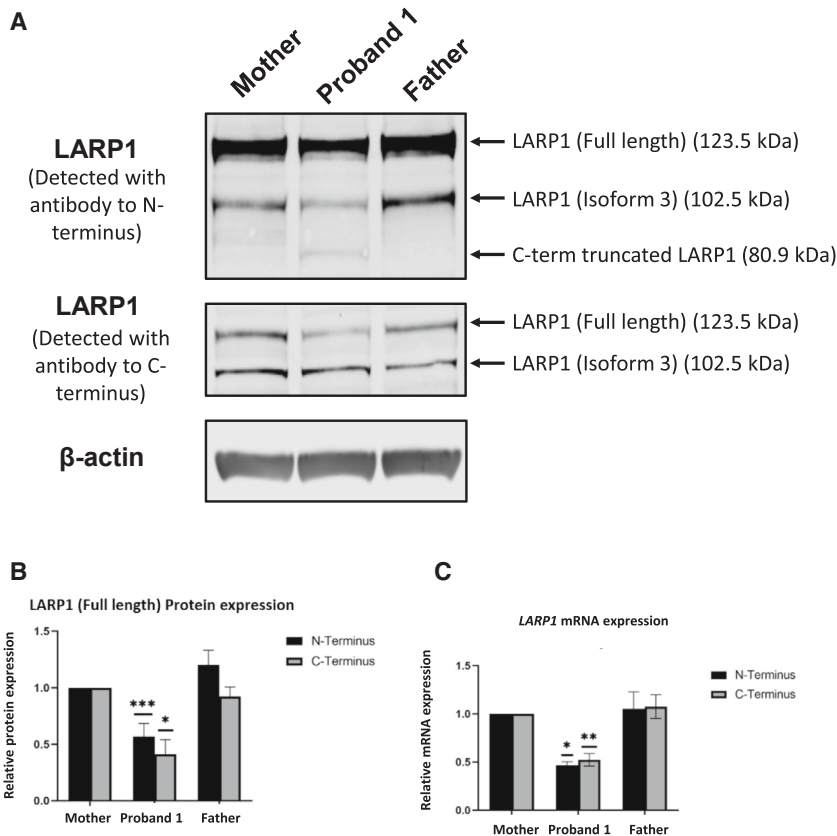 A
Mother
Proband 1
Father
LARP1
(Detected with
antibody to N-
terminus)
LARP1 (Full length) (123.5 kDa)
LARP1 (Isoform 3) (102.5 kDa)
C-term truncated LARP1 (80.9 kDa)
LARP1
(Detected with
antibody to C-
terminus)
LARP1 (Full length) (123.5 kDa)
LARP1 (Isoform 3) (102.5 kDa)
β-actin
B
LARP1 (Full length) Protein expression
Relative protein expression
1.5
1.0
0.5
0.0
***
*
Mother
Proband 1
Father
N-Terminus
C-Terminus
C
LARP1 mRNA expression
Relative mRNA expression
1.5
1.0
0.5
0.0
*
**
Mother
Proband 1
Father
N-Terminus
C-Terminus